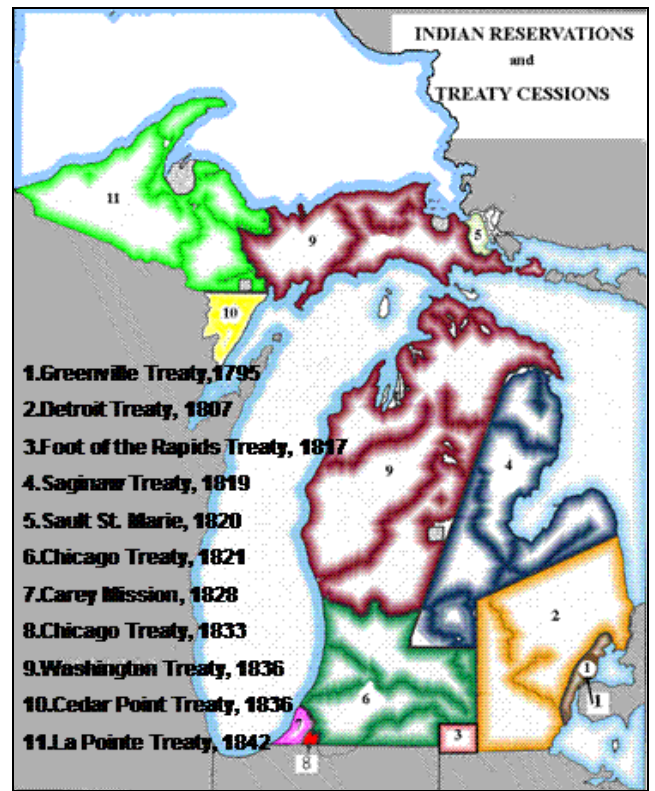 INDIAN RESERVATIONS
and
TREATY CESSIONS
11
9
5
10
1.Greenville Treaty,1795
2.Detroit Treaty, 1807
3.Foot of the Rapids Treaty, 1817
4.Saginaw Treaty, 1819
5.Sault St. Marie, 1820
6.Chicago Treaty, 1821
7.Carey Mission, 1828
8.Chicago Treaty, 1833
9.Washington Treaty, 1836
10.Cedar Point Treaty, 1836
11.La Pointe Treaty, 1842
9
4
2
1
1
6
7
3
8